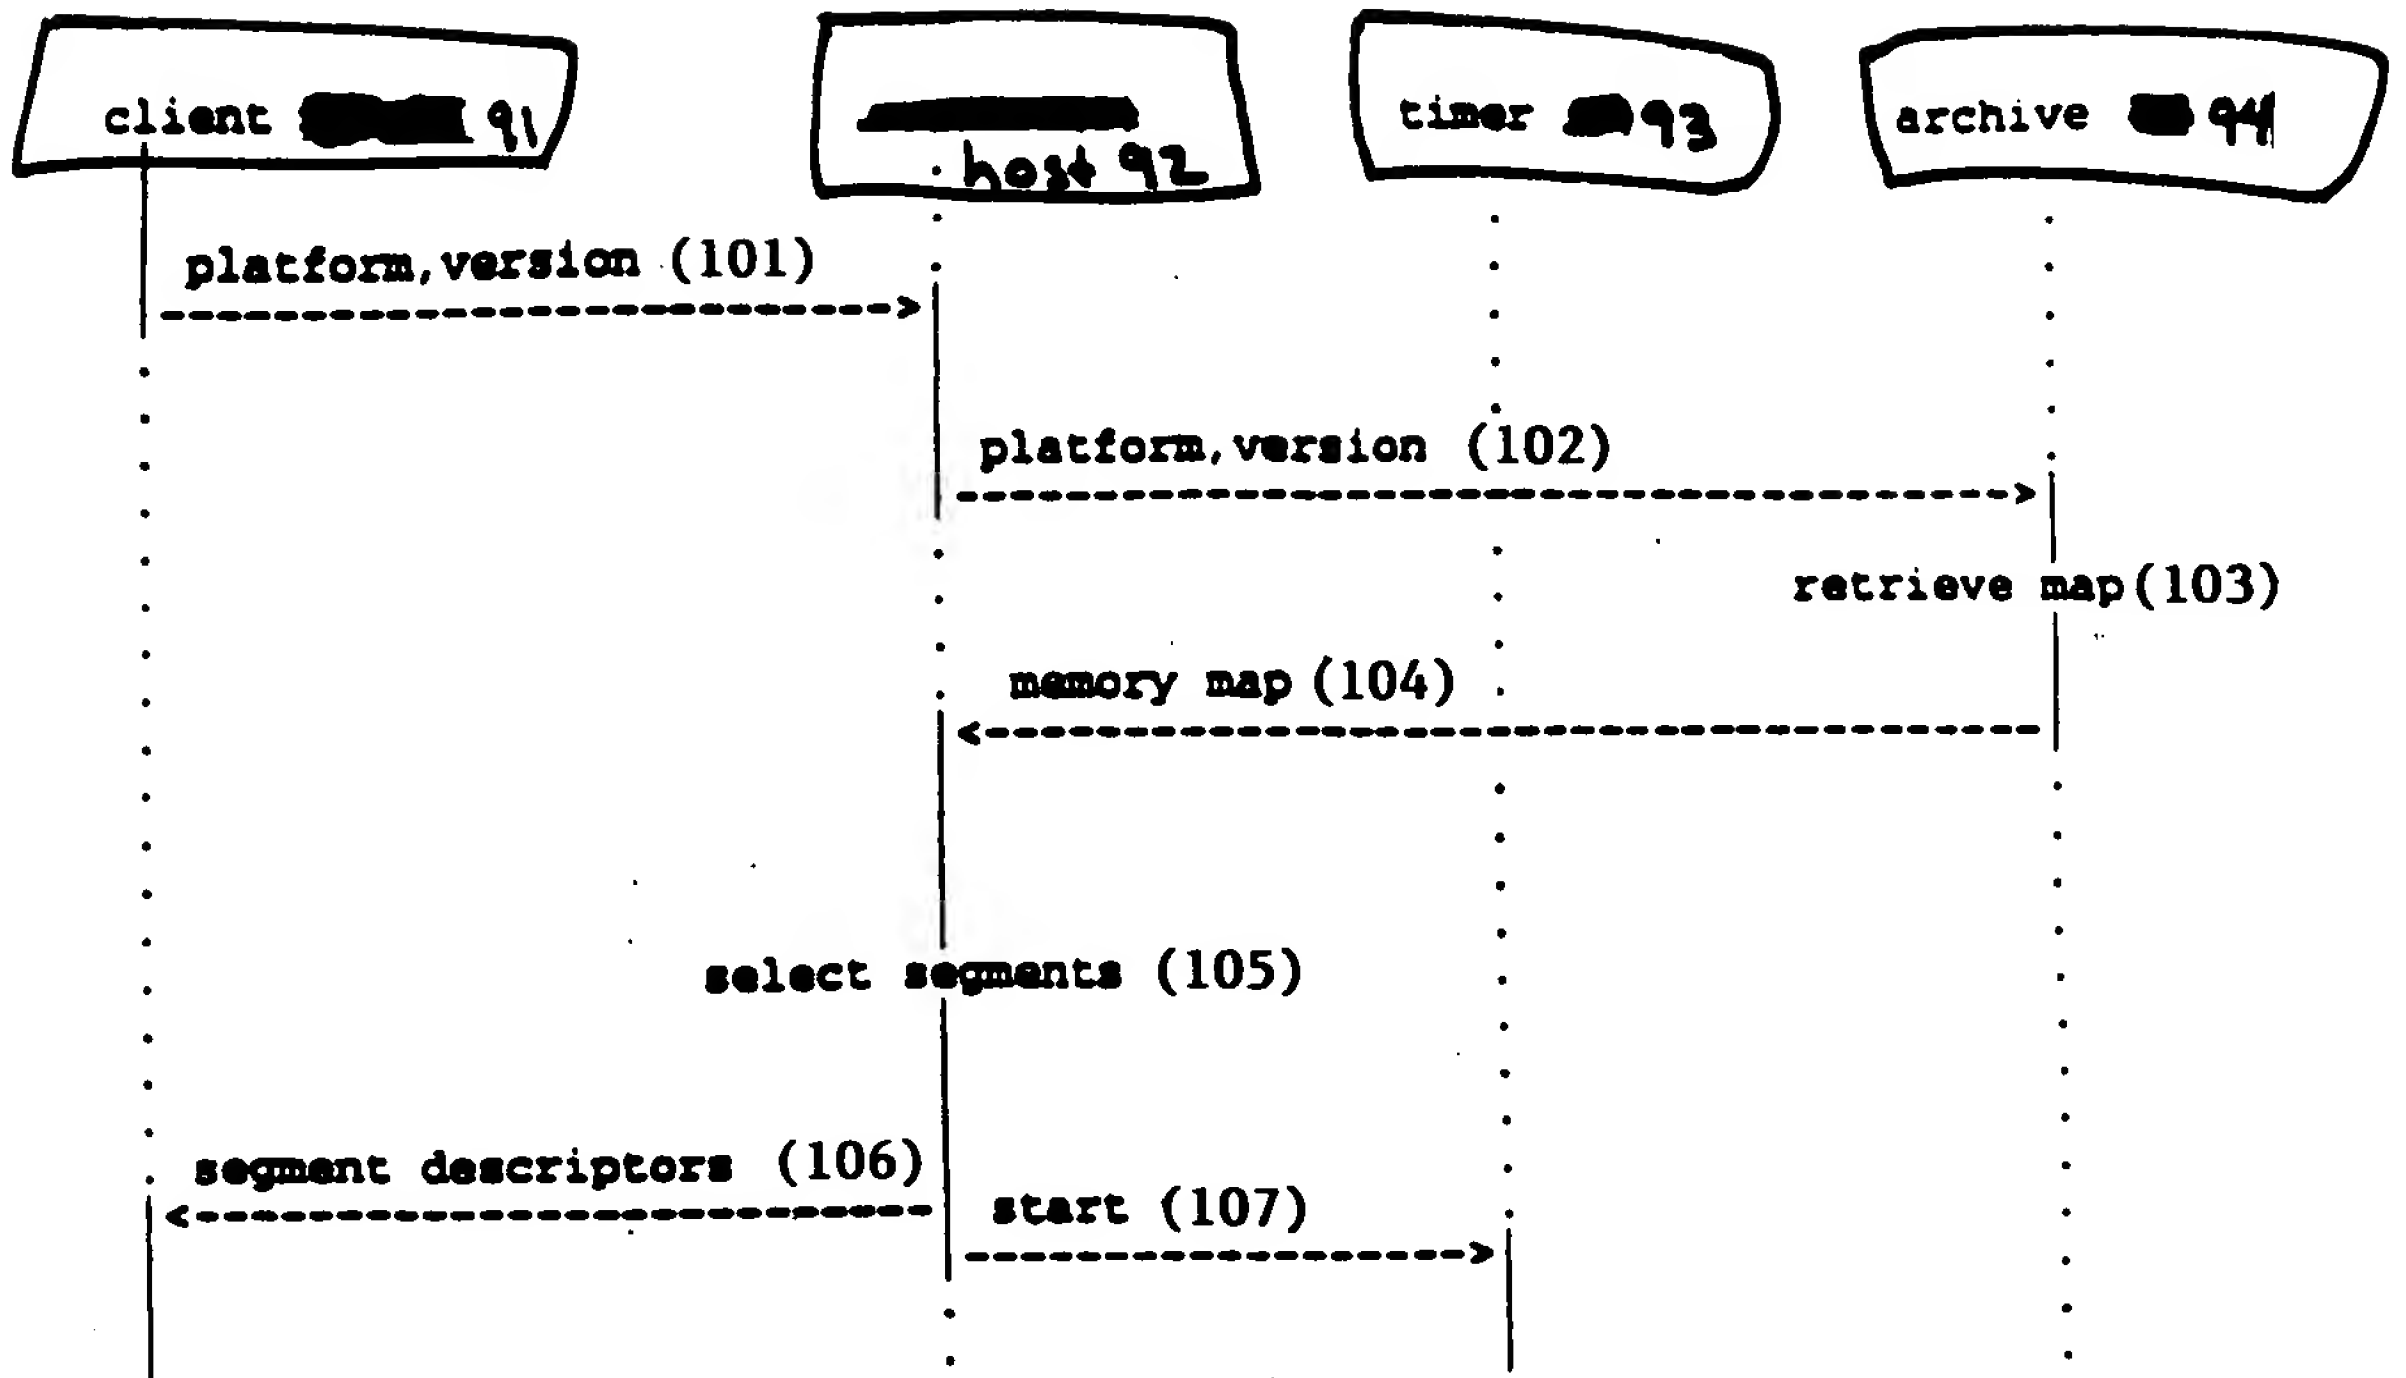 client 91
host 92
timer 93
archive 94
platform,version (101)
platform,version (102)
retrieve map (103)
memory map (104)
select segments (105)
segment descriptors (106)
start (107)